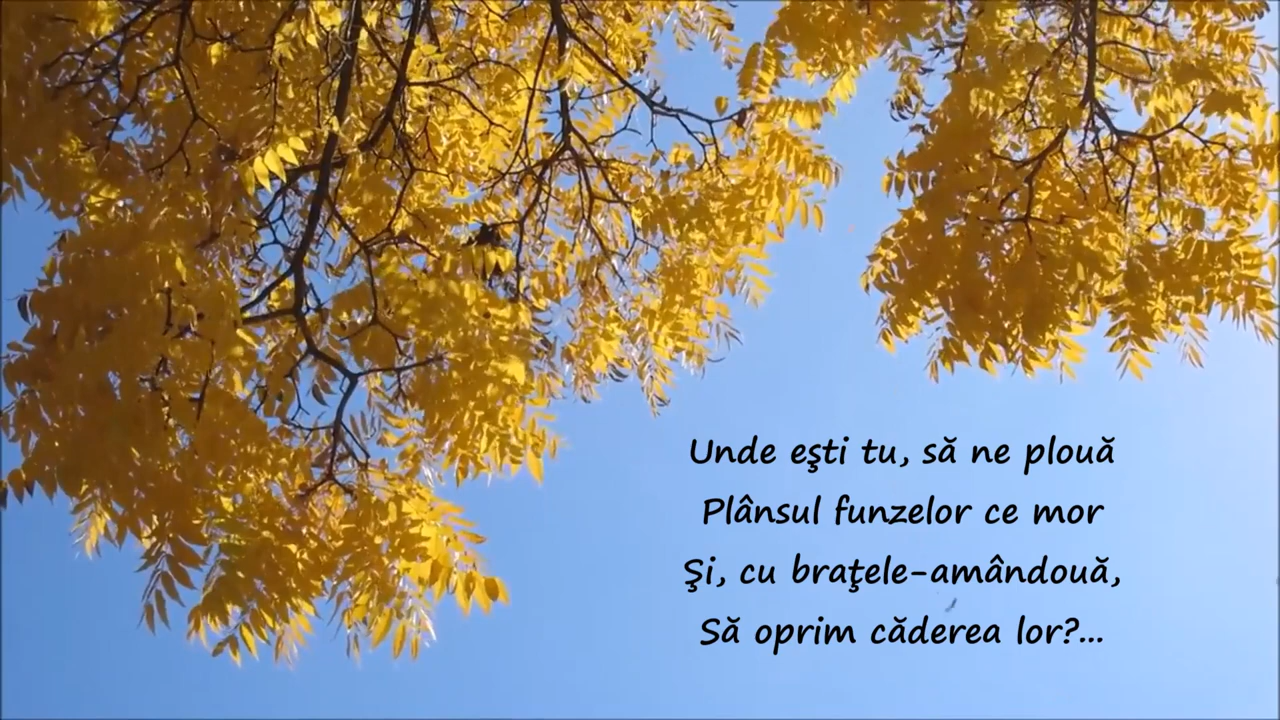 Unde eşti tu, să ne plouă
Plânsul funzelor ce mor
Şi, cu braţele-amândouă,
Să oprim căderea lor?...